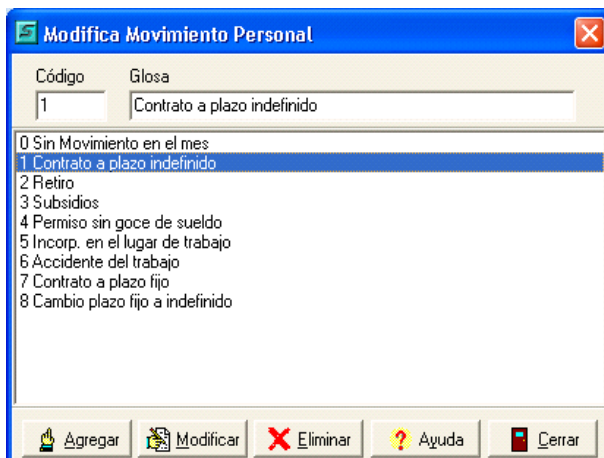 Modifica Movimiento Personal
Código Glosa
1 Contrato a plazo indefinido
0 Sin Movimiento en el mes
1 Contrato a plazo indefinido
2 Retiro
3 Subsidios
4 Permiso sin goce de sueldo
5 Incorp. en el lugar de trabajo
6 Accidente del trabajo
7 Contrato a plazo fijo
8 Cambio plazo fijo a indefinido
Agregar Modificar Eliminar Ayuda Cerrar